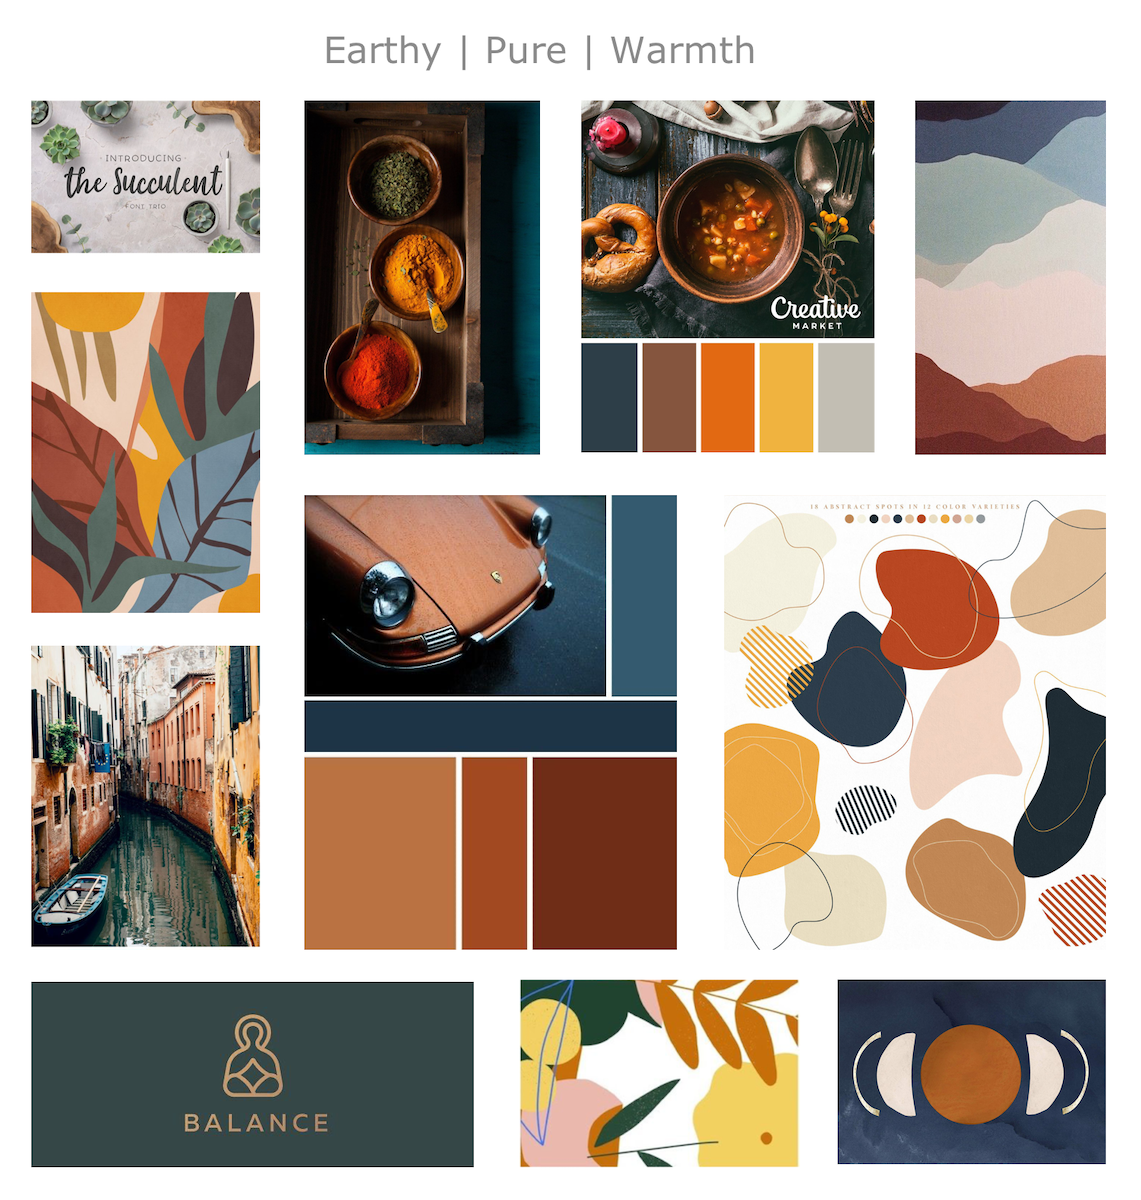 Earthy | Pure | Warmth
INTRODUCING
the Succulent
FONT TRIO
Creative
MARKET
18 ABSTRACT SPOTS IN 12 COLOR VARIETIES
BALANCE